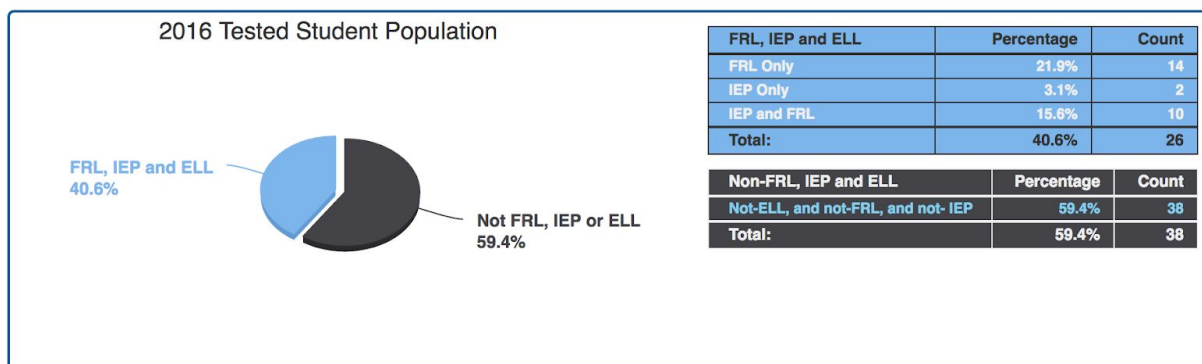 2016 Tested Student Population
FRL, IEP and ELL
40.6%
Not FRL, IEP or ELL
59.4%
FRL, IEP and ELL Percentage Count
FRL Only 21.9% 14
IEP Only 3.1% 2
IEP and FRL 15.6% 10
Total: 40.6% 26
Non-FRL, IEP and ELL Percentage Count
Not-ELL, and not-FRL, and not- IEP 59.4% 38
Total: 59.4% 38